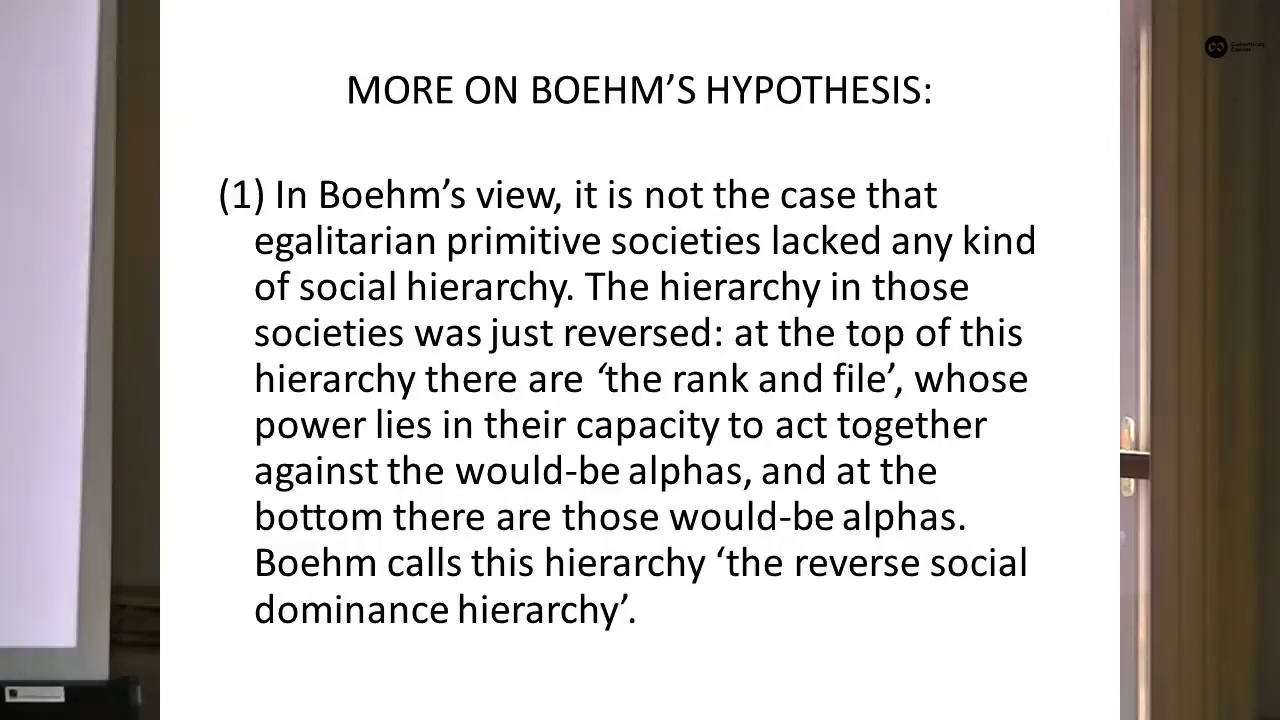 MORE ON BOEHM’S HYPOTHESIS:
(1) In Boehm’s view, it is not the case that
egalitarian primitive societies lacked any kind
of social hierarchy. The hierarchy in those
societies was just reversed: at the top of this
hierarchy there are ‘the rank and file’, whose
power lies in their capacity to act together
against the would-be alphas, and at the
bottom there are those would-be alphas.
Boehm calls this hierarchy ‘the reverse social
dominance hierarchy’.